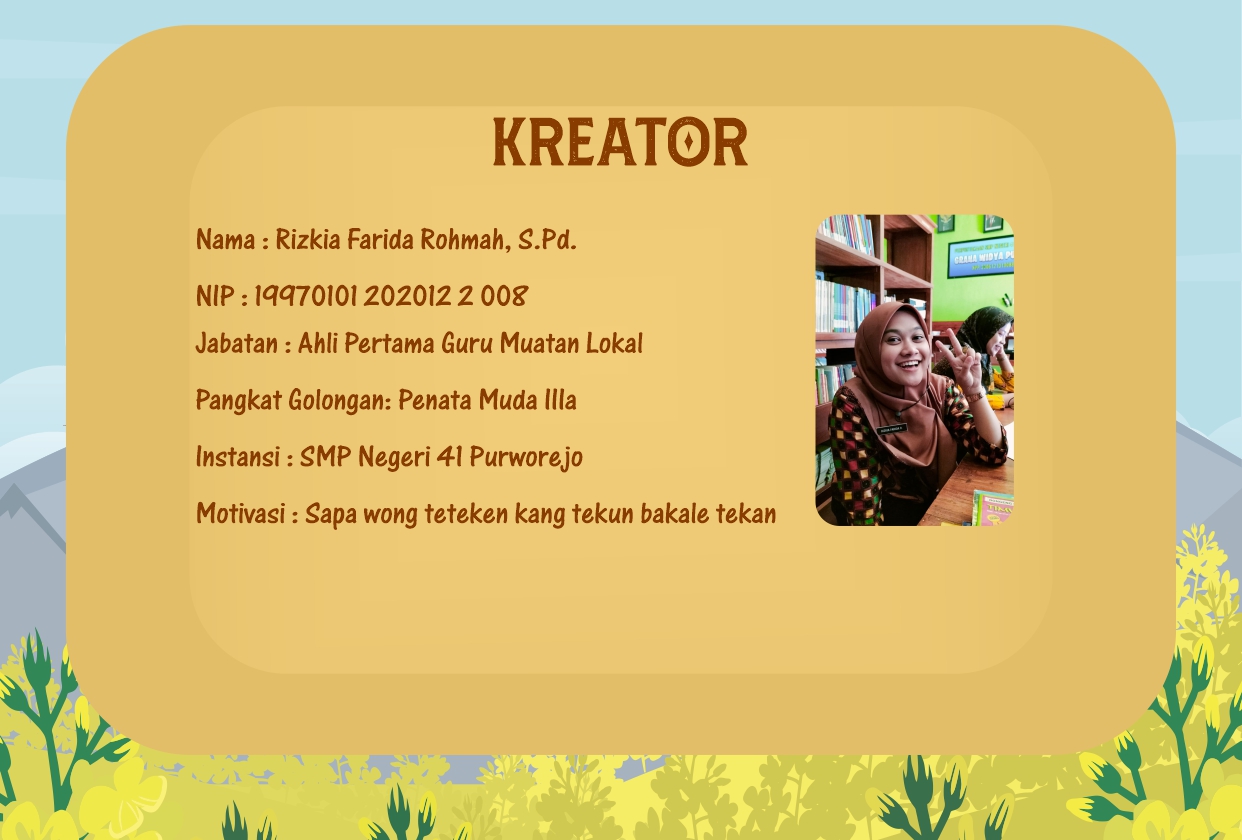 KREATOR
Nama : Rizkia Farida Rohmah, S.Pd.
NIP : 19970101 202012 2 008
Jabatan : Ahli Pertama Guru Muatan Lokal
Pangkat Golongan: Penata Muda IIIa
Instansi : SMP Negeri 41 Purworejo
Motivasi : Sapa wong teteken kang tekun bakale tekan
GRAHA WIDYA